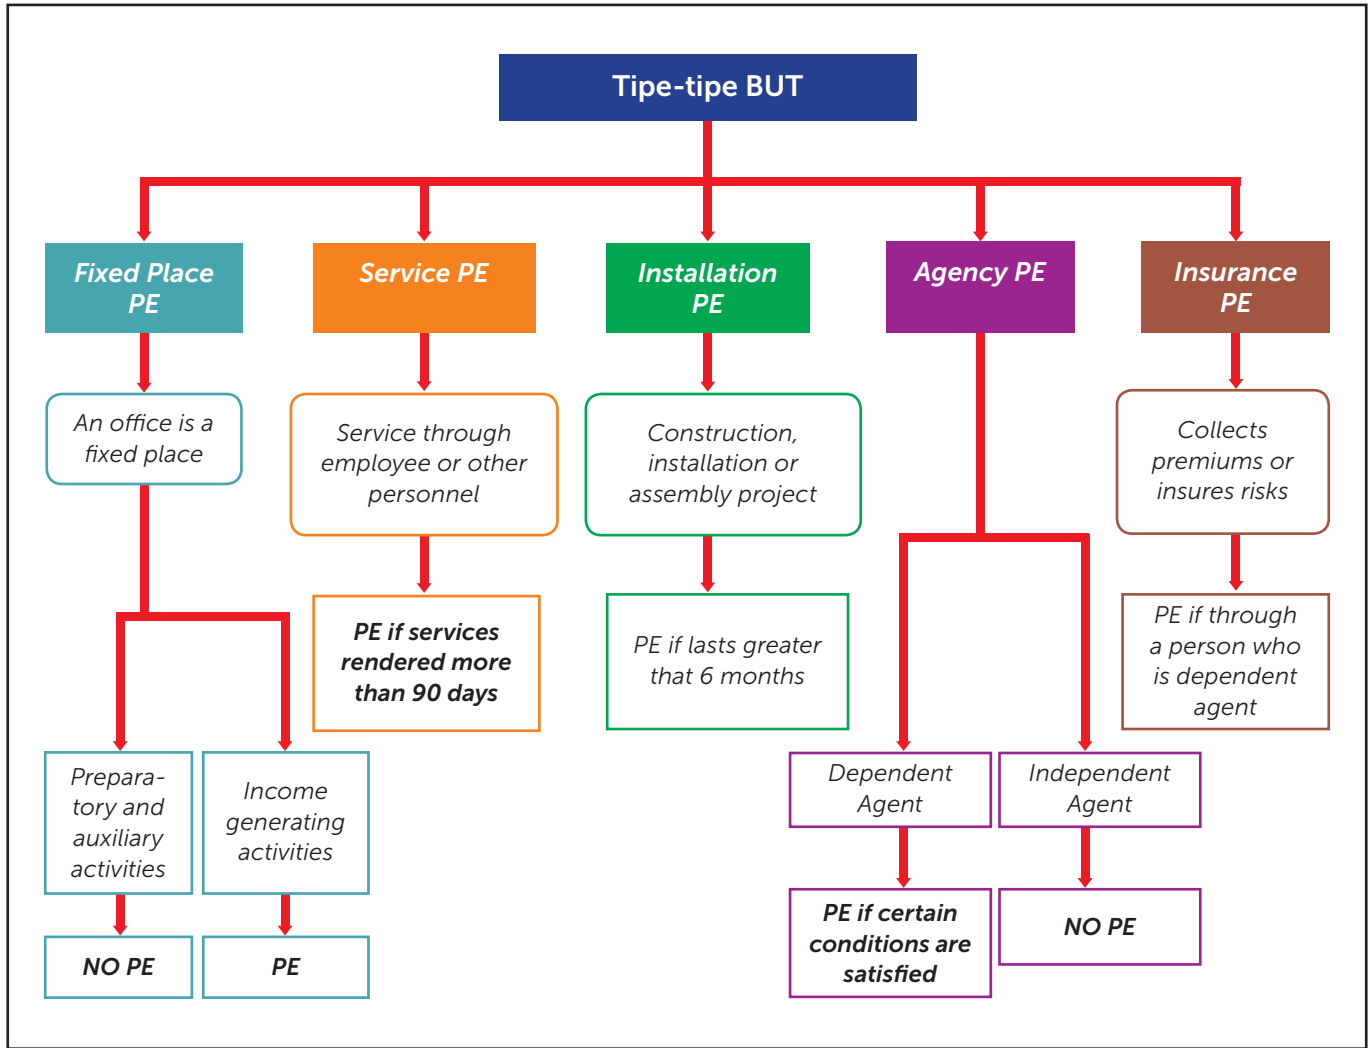 Tipe-tipe BUT
Fixed Place
PE
Service PE
Installation
PE
Agency PE
Insurance
PE
An office is a
fixed place
Service through
employee or other
personnel
Construction,
installation or
assembly project
Collects
premiums or
insures risks
PE if services
rendered more
than 90 days
PE if lasts greater
that 6 months
PE if through
a person who
is dependent
agent
Prepara-
tory and
auxiliary
activities
Income
generating
activities
Dependent
Agent
Independent
Agent
NO PE
PE
PE if certain
conditions are
satisfied
NO PE